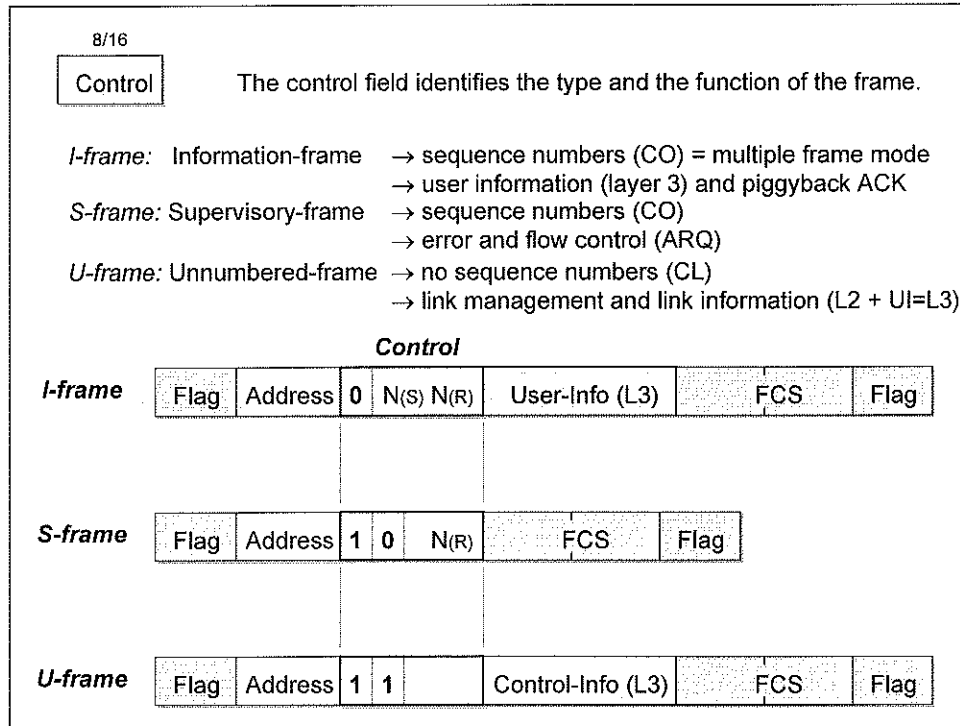 8/16
Control The control field identifies the type and the function of the frame.
I-frame: Information-frame → sequence numbers (CO) = multiple frame mode
→ user information (layer 3) and piggyback ACK
S-frame: Supervisory-frame → sequence numbers (CO)
→ error and flow control (ARQ)
U-frame: Unnumbered-frame → no sequence numbers (CL)
→ link management and link information (L2 + UI=L3)
Control
I-frame Flag Address 0 N(S) N(R) User-Info (L3) FCS Flag
S-frame Flag Address 1 0 N(R) FCS Flag
U-frame Flag Address 1 1 Control-Info (L3) FCS Flag